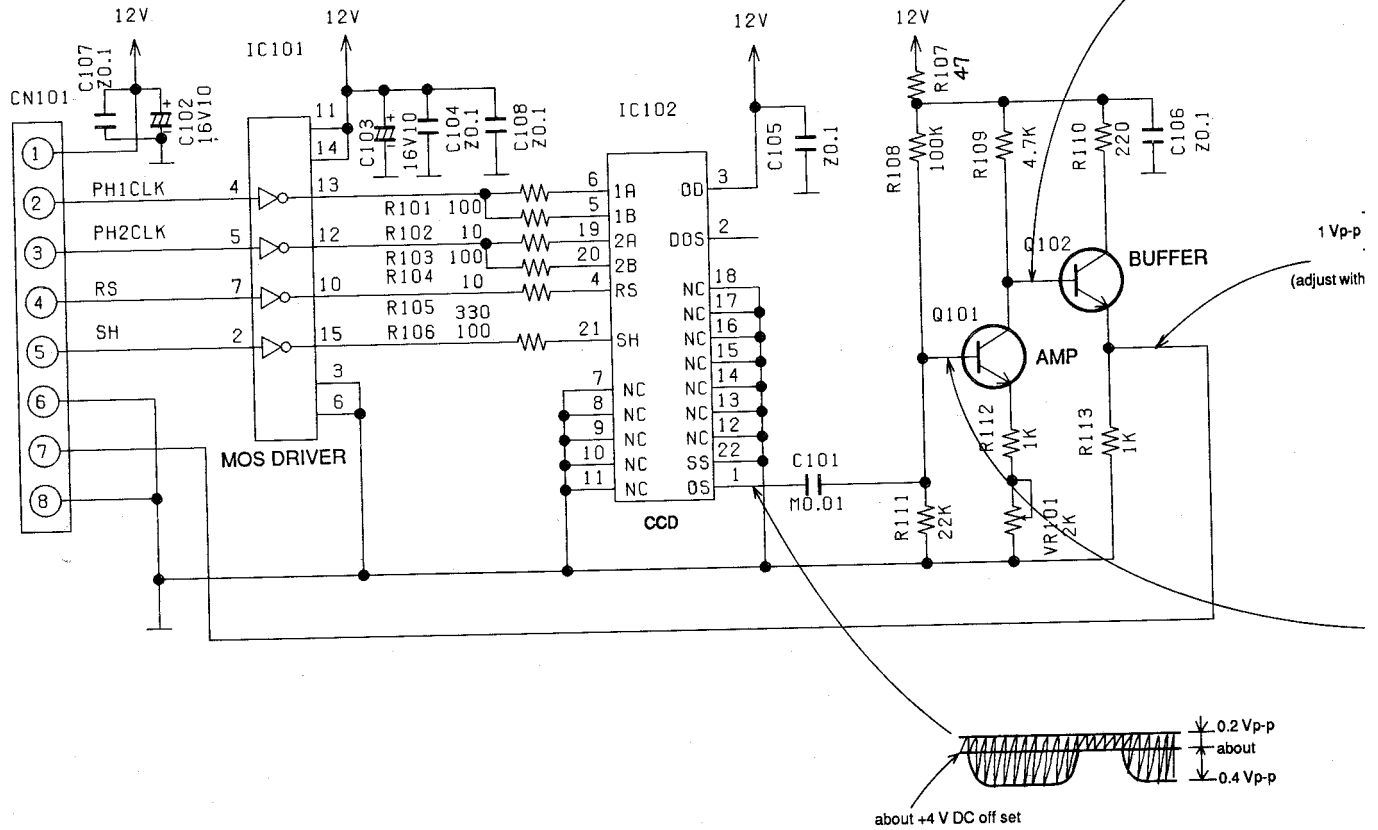 12V
12V
12V
12V
C107
Z0.1
C102
16V10
IC101
C103
16V10
C104
Z0.1
C108
Z0.1
IC102
C105
Z0.1
R107
47
R108
100K
R109
4.7K
R110
220
C106
Z0.1
CN101
1
2
3
4
5
6
7
8
PH1CLK
PH2CLK
RS
SH
4
5
7
2
11
14
13
12
10
15
3
6
MOS DRIVER
R101 100
R102 10
R103 100
R104 10
R105 330
R106 100
6
5
19
20
4
21
7
8
9
10
11
1A
1B
2A
2B
RS
SH
NC
NC
NC
NC
NC
OD
DOS
NC
NC
NC
NC
NC
NC
NC
SS
OS
3
2
18
17
16
15
14
13
12
22
1
CCD
C101
M0.01
R111
22K
Q101
AMP
Q102
BUFFER
R112
1K
VR101
2K
R113
1K
1 Vp-p
(adjust with
0.2 Vp-p
about
0.4 Vp-p
about +4 V DC off set